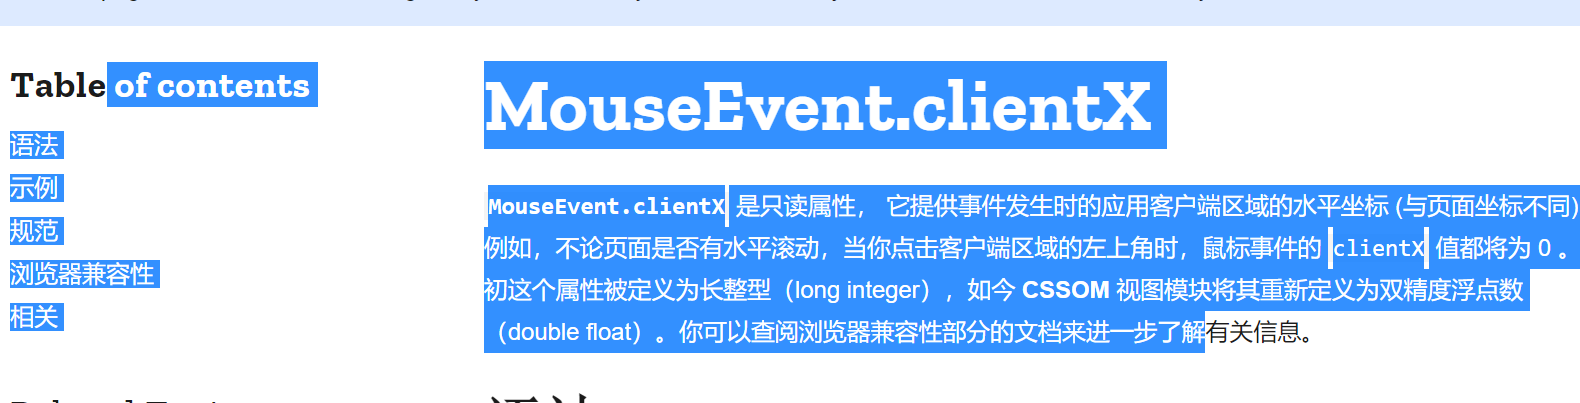 Table of contents
语法
示例
规范
浏览器兼容性
相关
MouseEvent.clientX
MouseEvent.clientX 是只读属性， 它提供事件发生时的应用客户端区域的水平坐标 (与页面坐标不同)
例如，不论页面是否有水平滚动，当你点击客户端区域的左上角时，鼠标事件的 clientX 值都将为 0 。
初这个属性被定义为长整型（long integer），如今 CSSOM 视图模块将其重新定义为双精度浮点数
（double float）。你可以查阅浏览器兼容性部分的文档来进一步了解有关信息。